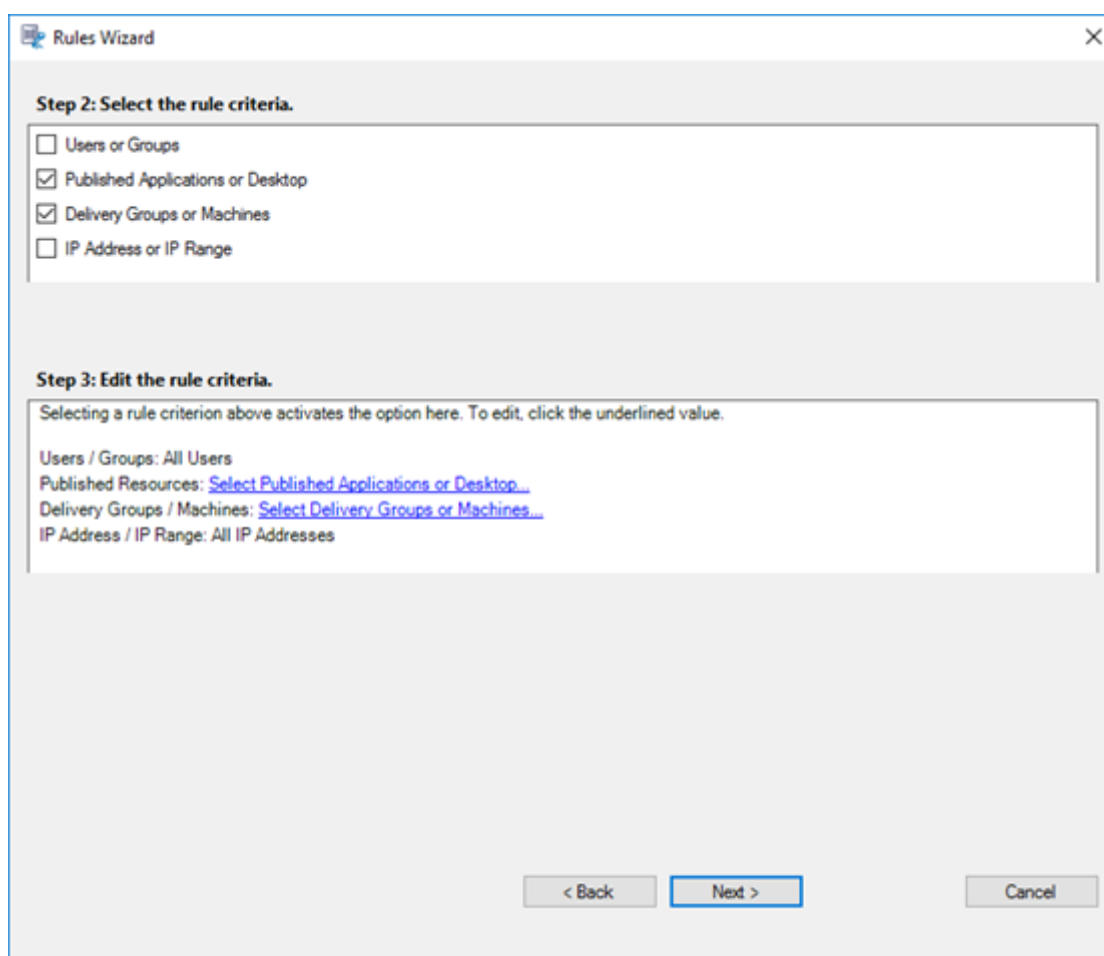 Rules Wizard
Step 2: Select the rule criteria.
Users or Groups
Published Applications or Desktop
Delivery Groups or Machines
IP Address or IP Range
Step 3: Edit the rule criteria.
Selecting a rule criterion above activates the option here. To edit, click the underlined value.
Users / Groups: All Users
Published Resources: Select Published Applications or Desktop...
Delivery Groups / Machines: Select Delivery Groups or Machines...
IP Address / IP Range: All IP Addresses
< Back Next > Cancel